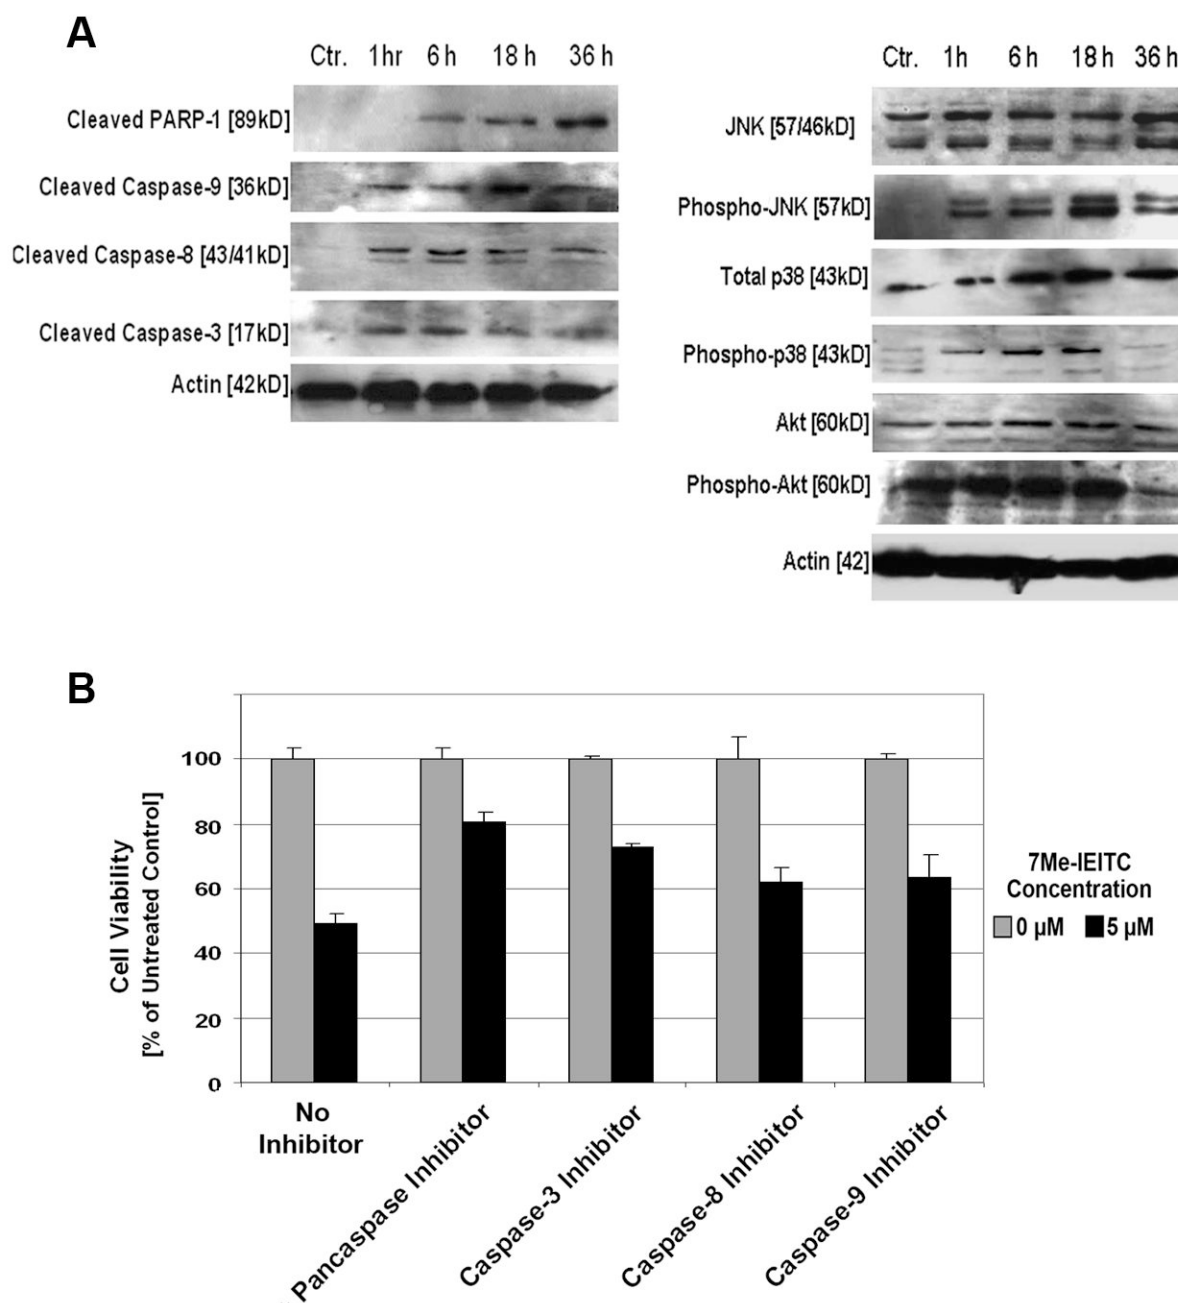 A
Ctr. 1hr 6 h 18 h 36 h
Cleaved PARP-1 [89kD]
Cleaved Caspase-9 [36kD]
Cleaved Caspase-8 [43/41kD]
Cleaved Caspase-3 [17kD]
Actin [42kD]
Ctr. 1h 6 h 18 h 36 h
JNK [57/46kD]
Phospho-JNK [57kD]
Total p38 [43kD]
Phospho-p38 [43kD]
Akt [60kD]
Phospho-Akt [60kD]
Actin [42]
B
Cell Viability
[% of Untreated Control]
100
80
60
40
20
0
No
Inhibitor
Pancaspase Inhibitor
Caspase-3 Inhibitor
Caspase-8 Inhibitor
Caspase-9 Inhibitor
7Me-IEITC
Concentration
0 µM 5 µM